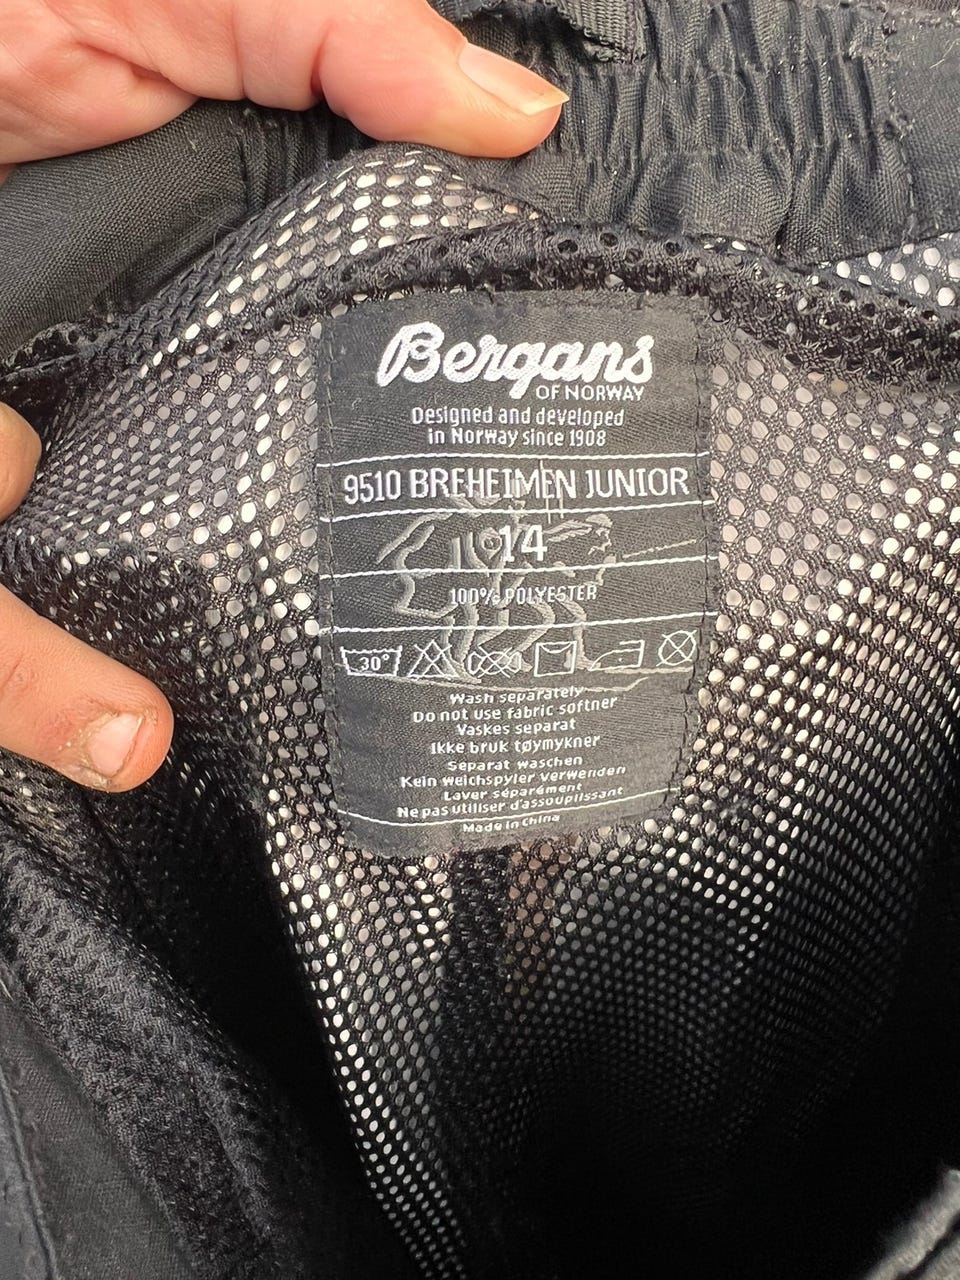 Bergans
OF NORWAY
Designed and developed
in Norway since 1908
9510 BREHEIMEN JUNIOR
14
100% POLYESTER
30°
Wash separately
Do not use fabric softner
Vaskes separat
Ikke bruk tøymykner
Separat waschen
Kein weichspyler verwenden
Laver séparément
Ne pas utiliser d'assouplissant
Made in China